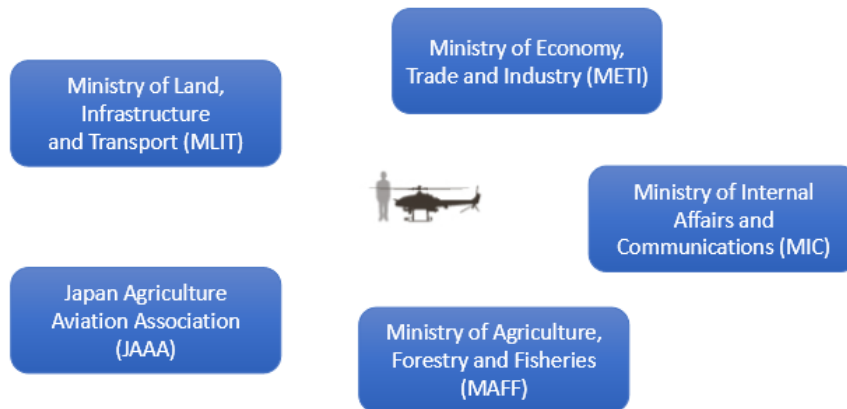 Ministry of Economy,
Trade and Industry (METI)
Ministry of Land,
Infrastructure
and Transport (MLIT)
Ministry of Internal
Affairs and
Communications (MIC)
Japan Agriculture
Aviation Association
(JAAA)
Ministry of Agriculture,
Forestry and Fisheries
(MAFF)